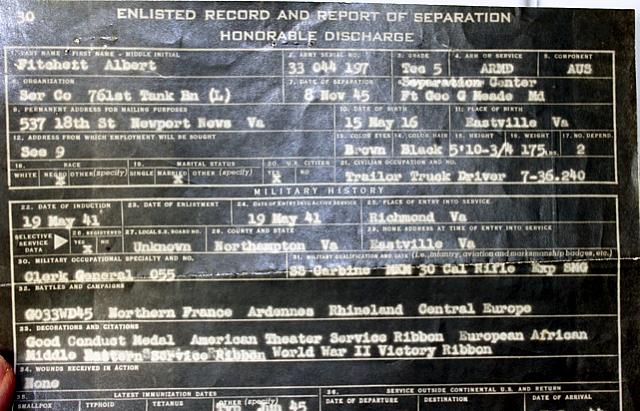 30
ENLISTED RECORD AND REPORT OF SEPARATION
HONORABLE DISCHARGE
1. LAST NAME - FIRST NAME - MIDDLE INITIAL 2. ARMY SERIAL NO. 3. GRADE 4. ARM OR SERVICE 5. COMPONENT
Fitchett Albert 33 044 197 Tec 5 ARMD AUS
6. ORGANIZATION 7. DATE OF SEPARATION Separation Center
Ser Co 761st Tank Bn (L) 8 Nov 45 Ft Geo G Meade Md
9. PERMANENT ADDRESS FOR MAILING PURPOSES 10. DATE OF BIRTH 11. PLACE OF BIRTH
537 18th St Newport News Va 15 May 16 Eastville Va
12. ADDRESS FROM WHICH EMPLOYMENT WILL BE SOUGHT 13. COLOR EYES 14. COLOR HAIR 15. HEIGHT 16. WEIGHT 17. NO. DEPEND.
See 9 Brown Black 5'10-3/4 175 LBS. 2
18. RACE 19. MARITAL STATUS 20. U.S. CITIZEN 21. CIVILIAN OCCUPATION AND NO.
WHITE NEGRO OTHER (specify) SINGLE MARRIED OTHER (specify) YES NO
X X X Trailor Truck Driver 7-36.240
MILITARY HISTORY
22. DATE OF INDUCTION 23. DATE OF ENLISTMENT 24. DATE OF ENTRY INTO ACTIVE SERVICE 25. PLACE OF ENTRY INTO SERVICE
19 May 41 19 May 41 Richmond Va
SELECTIVE SERVICE DATA 26. REGISTERED 27. LOCAL S.S. BOARD NO. 28. COUNTY AND STATE 29. HOME ADDRESS AT TIME OF ENTRY INTO SERVICE
YES NO
X Unknown Northampton Va Eastville Va
30. MILITARY OCCUPATIONAL SPECIALTY AND NO. 31. MILITARY QUALIFICATION AND DATE (i.e., infantry, aviation and marksmanship badges, etc.)
Clerk General 055 SS Carbine MKM 30 Cal Rifle Exp SMG
32. BATTLES AND CAMPAIGNS
GO33WD45 Northern France Ardennes Rhineland Central Europe
33. DECORATIONS AND CITATIONS
Good Conduct Medal American Theater Service Ribbon European African
Middle Eastern Service Ribbon World War II Victory Ribbon
34. WOUNDS RECEIVED IN ACTION
None
35. LATEST IMMUNIZATION DATES 36. SERVICE OUTSIDE CONTINENTAL U.S. AND RETURN
SMALLPOX TYPHOID TETANUS OTHER (specify) DATE OF DEPARTURE DESTINATION DATE OF ARRIVAL
Jun 45